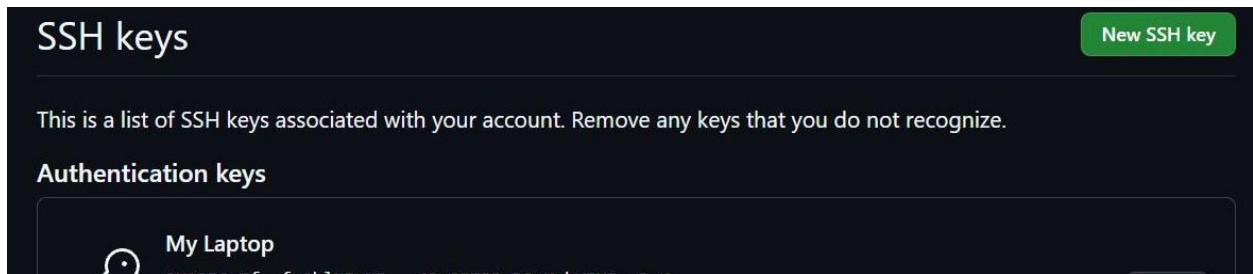 SSH keys
New SSH key
This is a list of SSH keys associated with your account. Remove any keys that you do not recognize.
Authentication keys
My Laptop